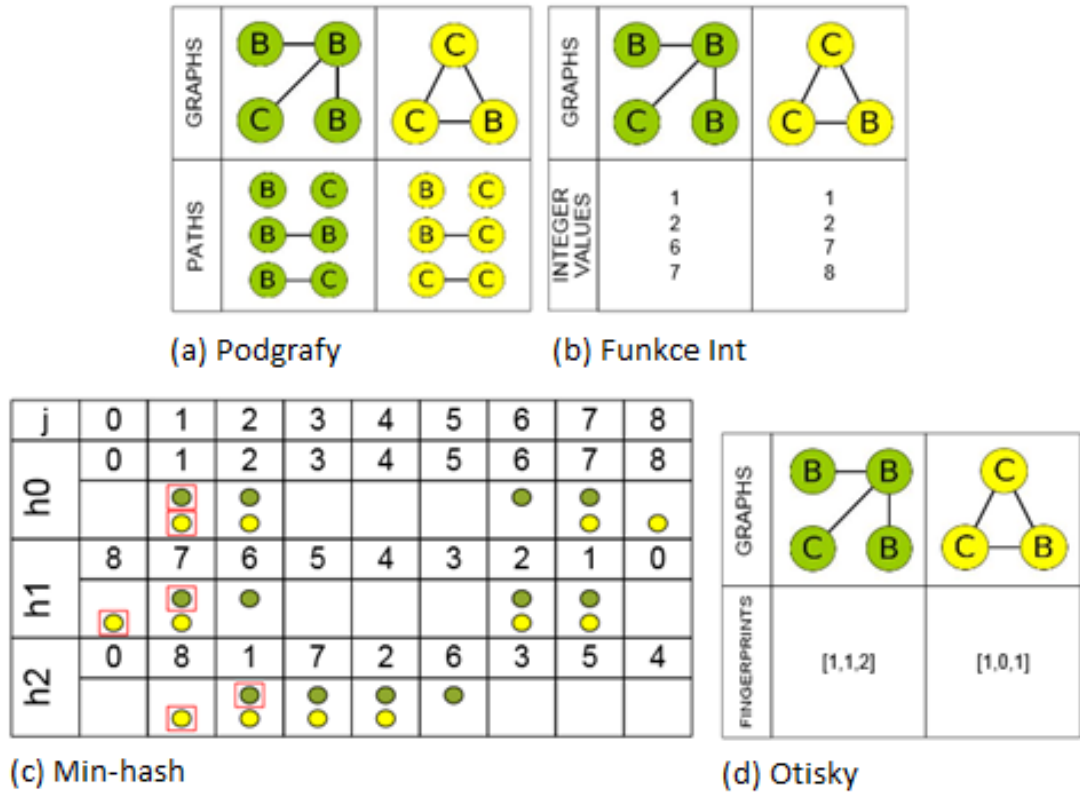 GRAPHS
B B C
C B C B
PATHS
B C B C
B B B C
B C C C
(a) Podgrafy
GRAPHS
B B C
C B C B
INTEGER
VALUES
1 1
2 2
6 7
7 8
(b) Funkce Int
j 0 1 2 3 4 5 6 7 8
h0 0 1 2 3 4 5 6 7 8
h1 8 7 6 5 4 3 2 1 0
h2 0 8 1 7 2 6 3 5 4
(c) Min-hash
GRAPHS
B B C
C B C B
FINGERPRINTS
[1,1,2] [1,0,1]
(d) Otisky